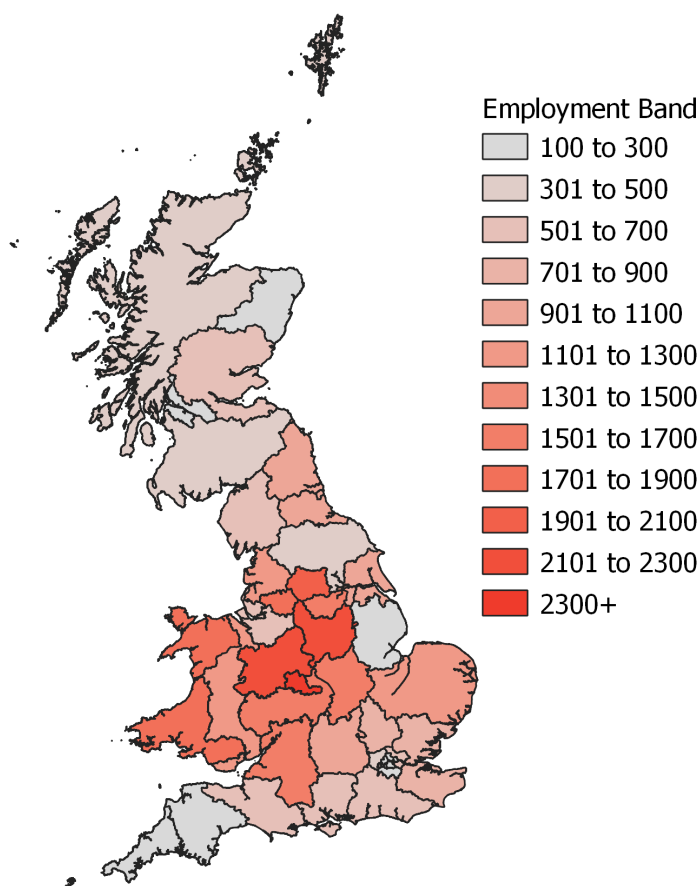 Employment Band
100 to 300
301 to 500
501 to 700
701 to 900
901 to 1100
1101 to 1300
1301 to 1500
1501 to 1700
1701 to 1900
1901 to 2100
2101 to 2300
2300+